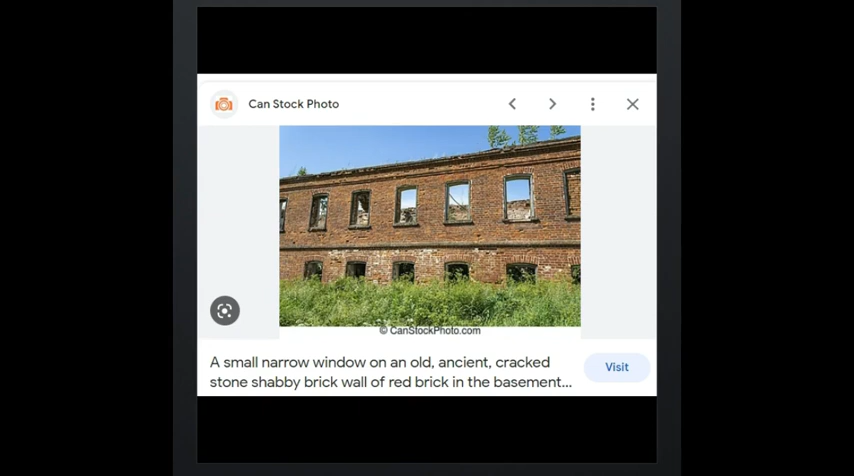 Can Stock Photo
© CanStockPhoto.com
A small narrow window on an old, ancient, cracked
stone shabby brick wall of red brick in the basement...
Visit